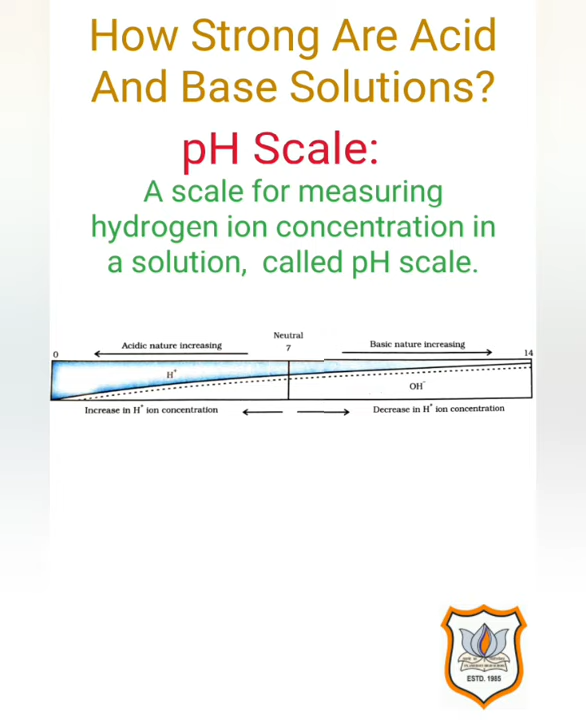 How Strong Are Acid
And Base Solutions?
pH Scale:
A scale for measuring
hydrogen ion concentration in
a solution, called pH scale.
Neutral
Acidic nature increasing
7
Basic nature increasing
0
14
H⁺
OH⁻
Increase in H⁺ ion concentration
Decrease in H⁺ ion concentration
ESTD. 1985